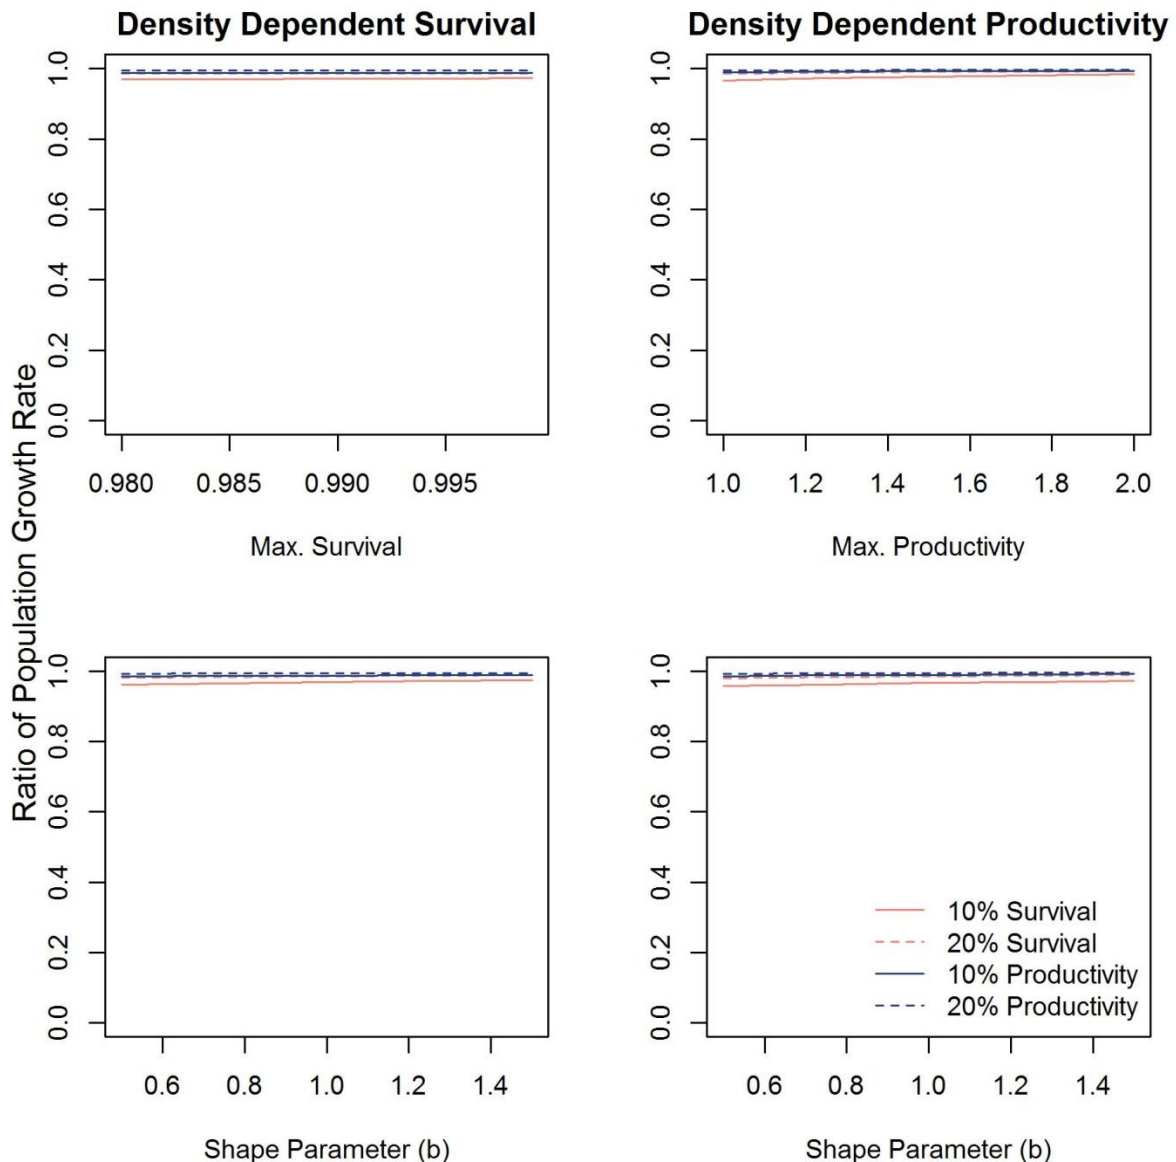 Density Dependent Survival
Density Dependent Productivity
Ratio of Population Growth Rate
1.0
0.8
0.6
0.4
0.2
0.0
0.980 0.985 0.990 0.995
Max. Survival
1.0
0.8
0.6
0.4
0.2
0.0
1.0 1.2 1.4 1.6 1.8 2.0
Max. Productivity
1.0
0.8
0.6
0.4
0.2
0.0
0.6 0.8 1.0 1.2 1.4
Shape Parameter (b)
1.0
0.8
0.6
0.4
0.2
0.0
10% Survival
20% Survival
10% Productivity
20% Productivity
0.6 0.8 1.0 1.2 1.4
Shape Parameter (b)